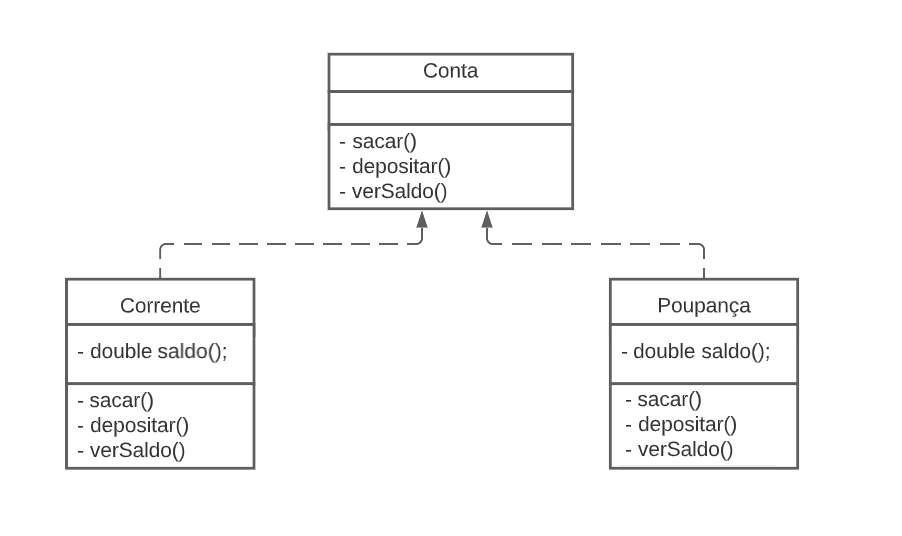 Conta
- sacar()
- depositar()
- verSaldo()
Corrente
- double saldo();
- sacar()
- depositar()
- verSaldo()
Poupança
- double saldo();
- sacar()
- depositar()
- verSaldo()